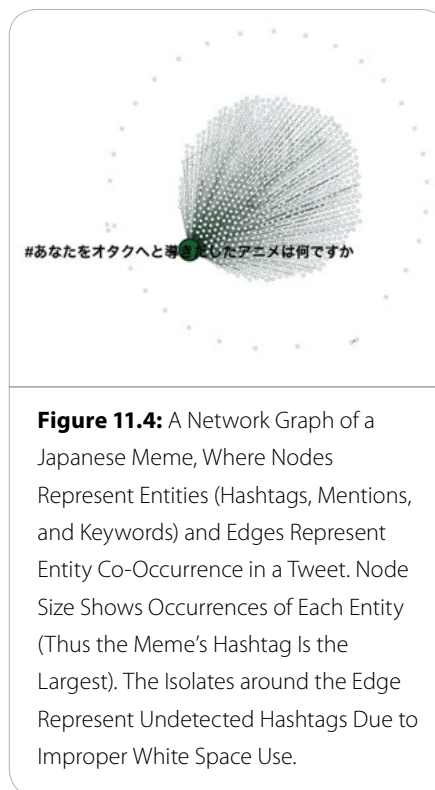 #あなたをオタクへと導きだしたアニメは何ですか
Figure 11.4: A Network Graph of a
Japanese Meme, Where Nodes
Represent Entities (Hashtags, Mentions,
and Keywords) and Edges Represent
Entity Co-Occurrence in a Tweet. Node
Size Shows Occurrences of Each Entity
(Thus the Meme’s Hashtag Is the
Largest). The Isolates around the Edge
Represent Undetected Hashtags Due to
Improper White Space Use.